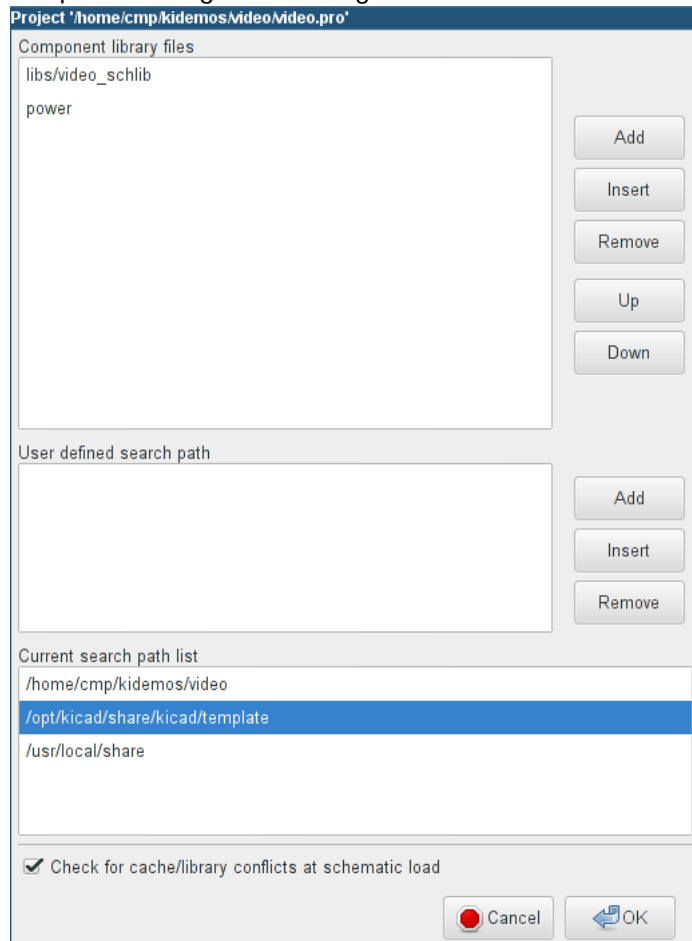 Project '/home/cmp/kidemos/video/video.pro'
Component library files
libs/video_schlib
power
Add
Insert
Remove
Up
Down
User defined search path
Add
Insert
Remove
Current search path list
/home/cmp/kidemos/video
/opt/kicad/share/kicad/template
/usr/local/share
Check for cache/library conflicts at schematic load
Cancel
OK